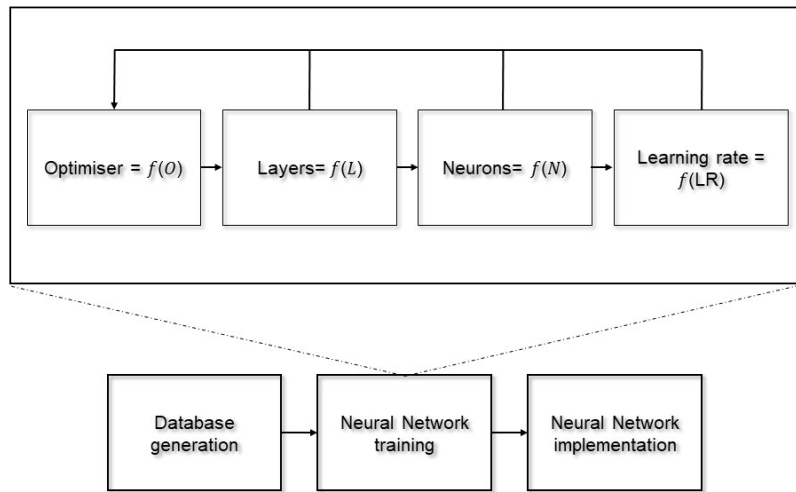 Optimiser = f(O)
Layers= f(L)
Neurons= f(N)
Learning rate =
f(LR)
Database
generation
Neural Network
training
Neural Network
implementation